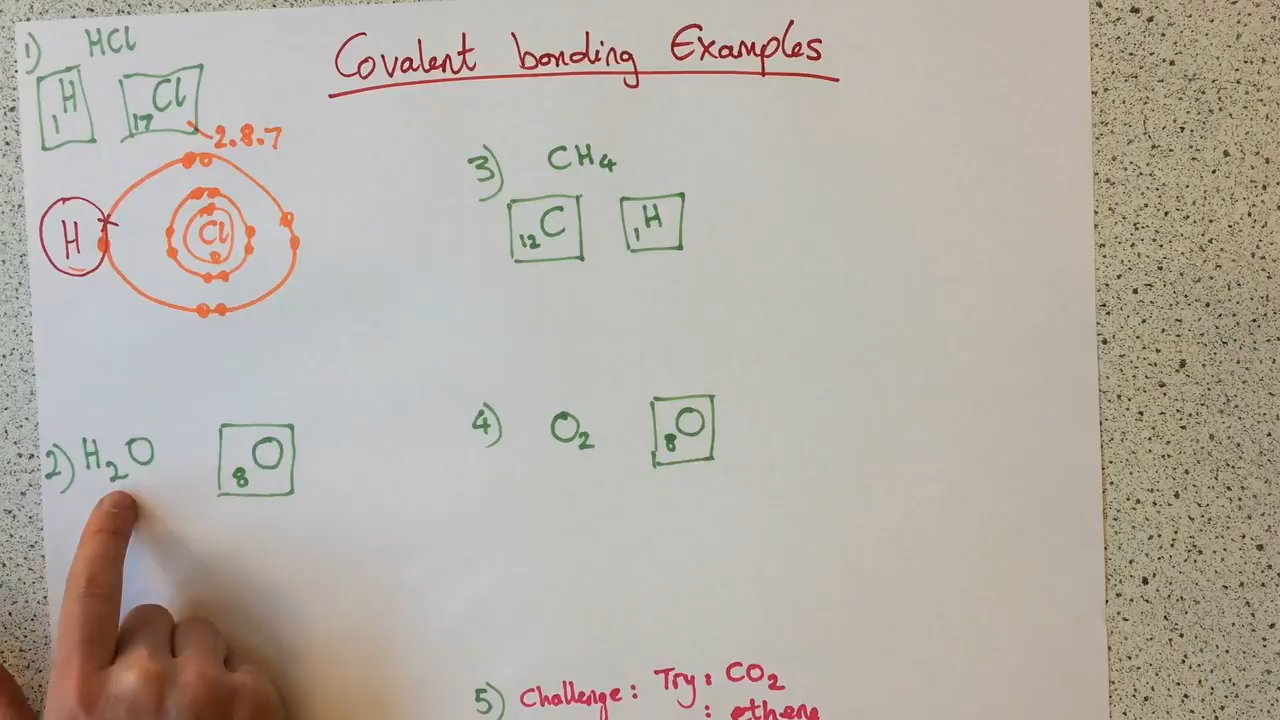 Covalent bonding Examples
1) HCl
1H 17Cl
2.8.7
H Cl
2) H2O 8O
3) CH4
12C 1H
4) O2 8O
5) Challenge: Try: CO2
: ethene